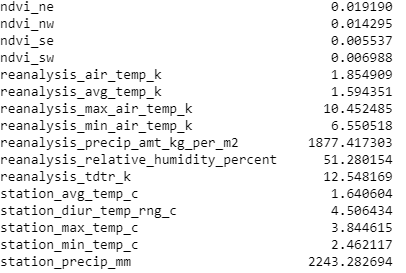 ndvi_ne 0.019190
ndvi_nw 0.014295
ndvi_se 0.005537
ndvi_sw 0.006988
reanalysis_air_temp_k 1.854909
reanalysis_avg_temp_k 1.594351
reanalysis_max_air_temp_k 10.452485
reanalysis_min_air_temp_k 6.550518
reanalysis_precip_amt_kg_per_m2 1877.417303
reanalysis_relative_humidity_percent 51.280154
reanalysis_tdtr_k 12.548169
station_avg_temp_c 1.640604
station_diur_temp_rng_c 4.506434
station_max_temp_c 3.844615
station_min_temp_c 2.462117
station_precip_mm 2243.282694